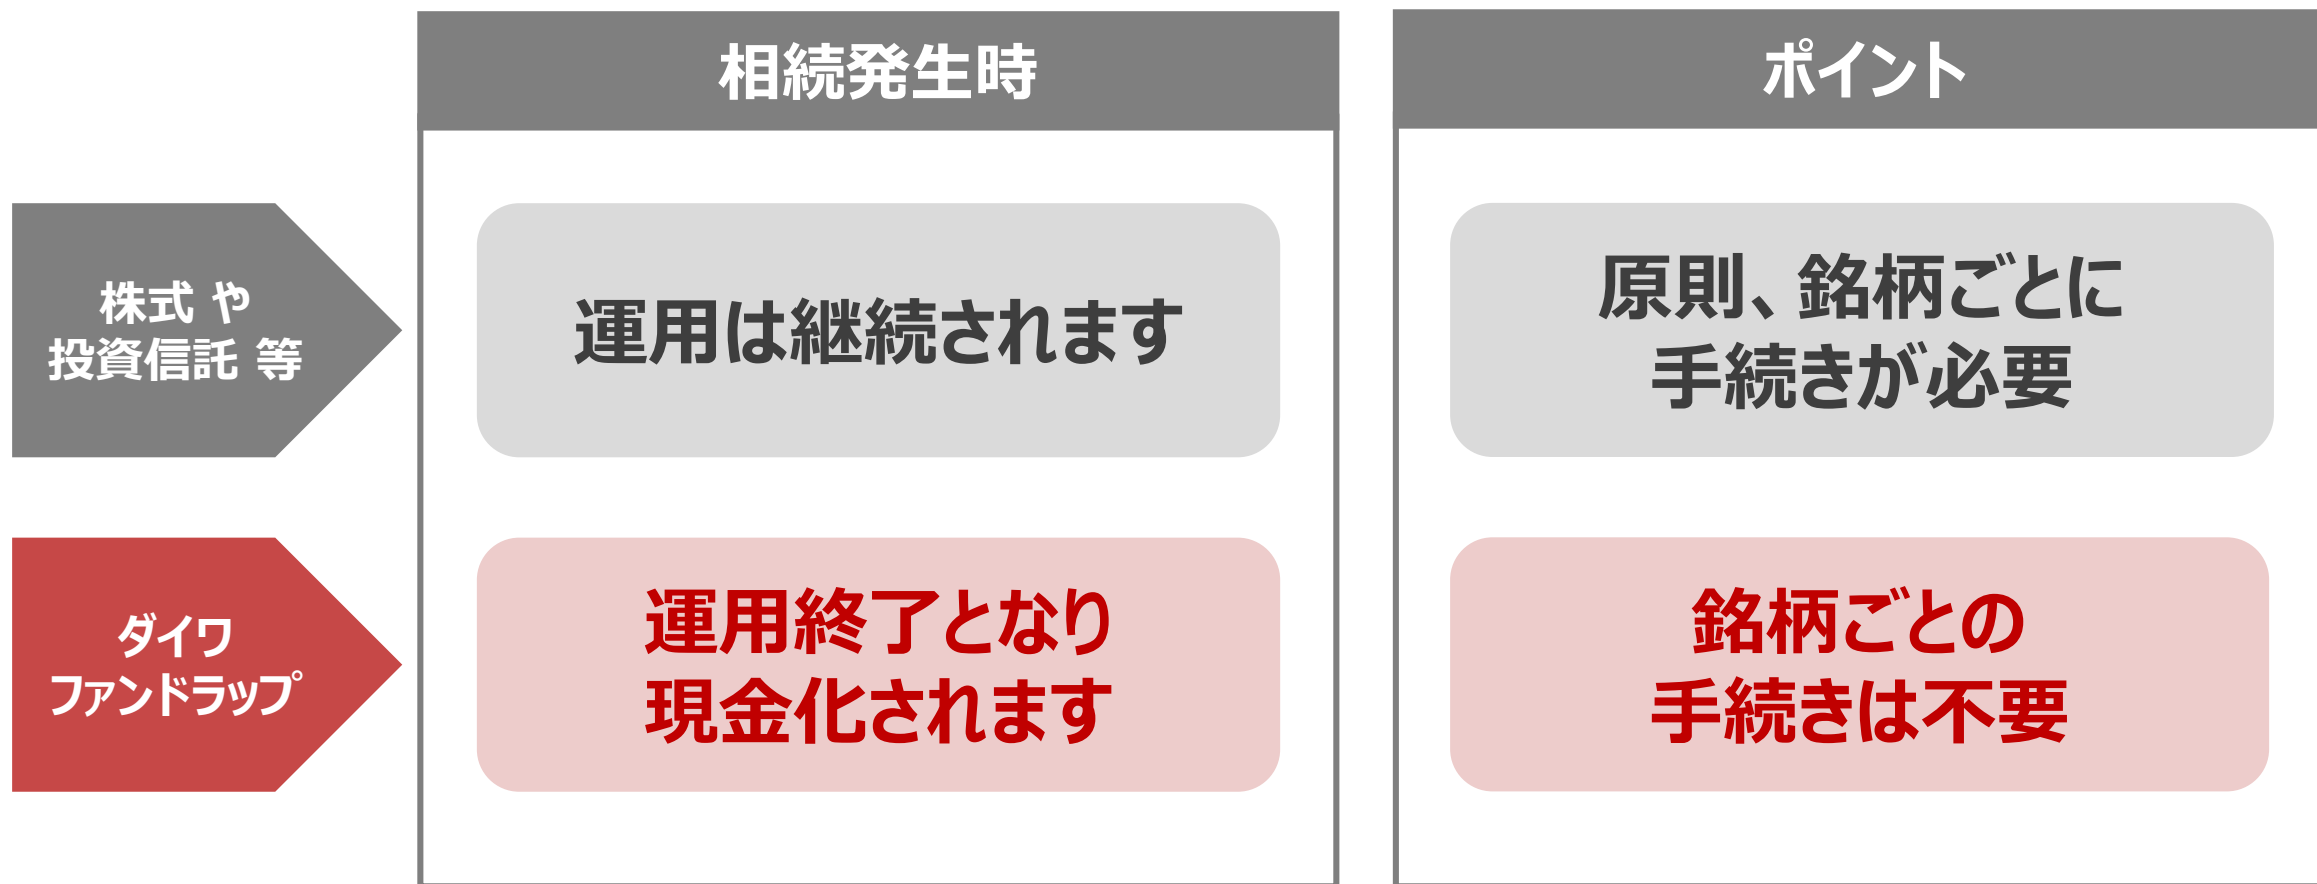 相続発生時
ポイント
株式 や
投資信託 等
運用は継続されます
原則、銘柄ごとに
手続きが必要
ダイワ
ファンドラップ
運用終了となり
現金化されます
銘柄ごとの
手続きは不要